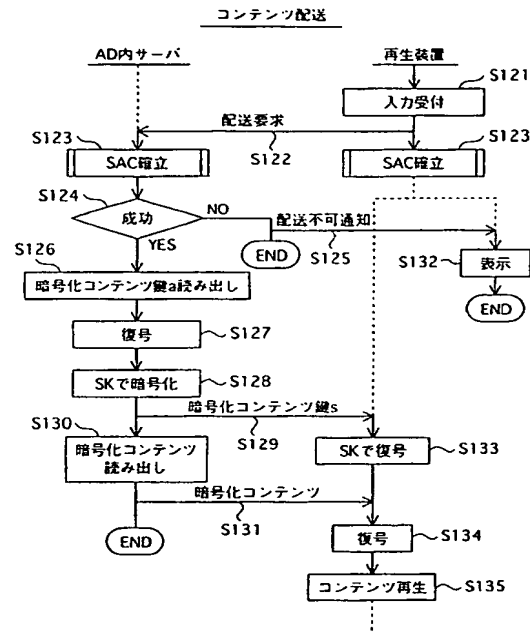 コンテンツ配送
AD内サーバ
再生装置
S121
入力受付
配送要求
S122
S123
SAC確立
S123
SAC確立
S124
成功
NO
YES
配送不可通知
S125
END
S132
表示
END
S126
暗号化コンテンツ鍵a読み出し
S127
復号
S128
SKで暗号化
暗号化コンテンツ鍵s
S129
S130
暗号化コンテンツ
読み出し
S133
SKで復号
暗号化コンテンツ
S131
END
S134
復号
S135
コンテンツ再生